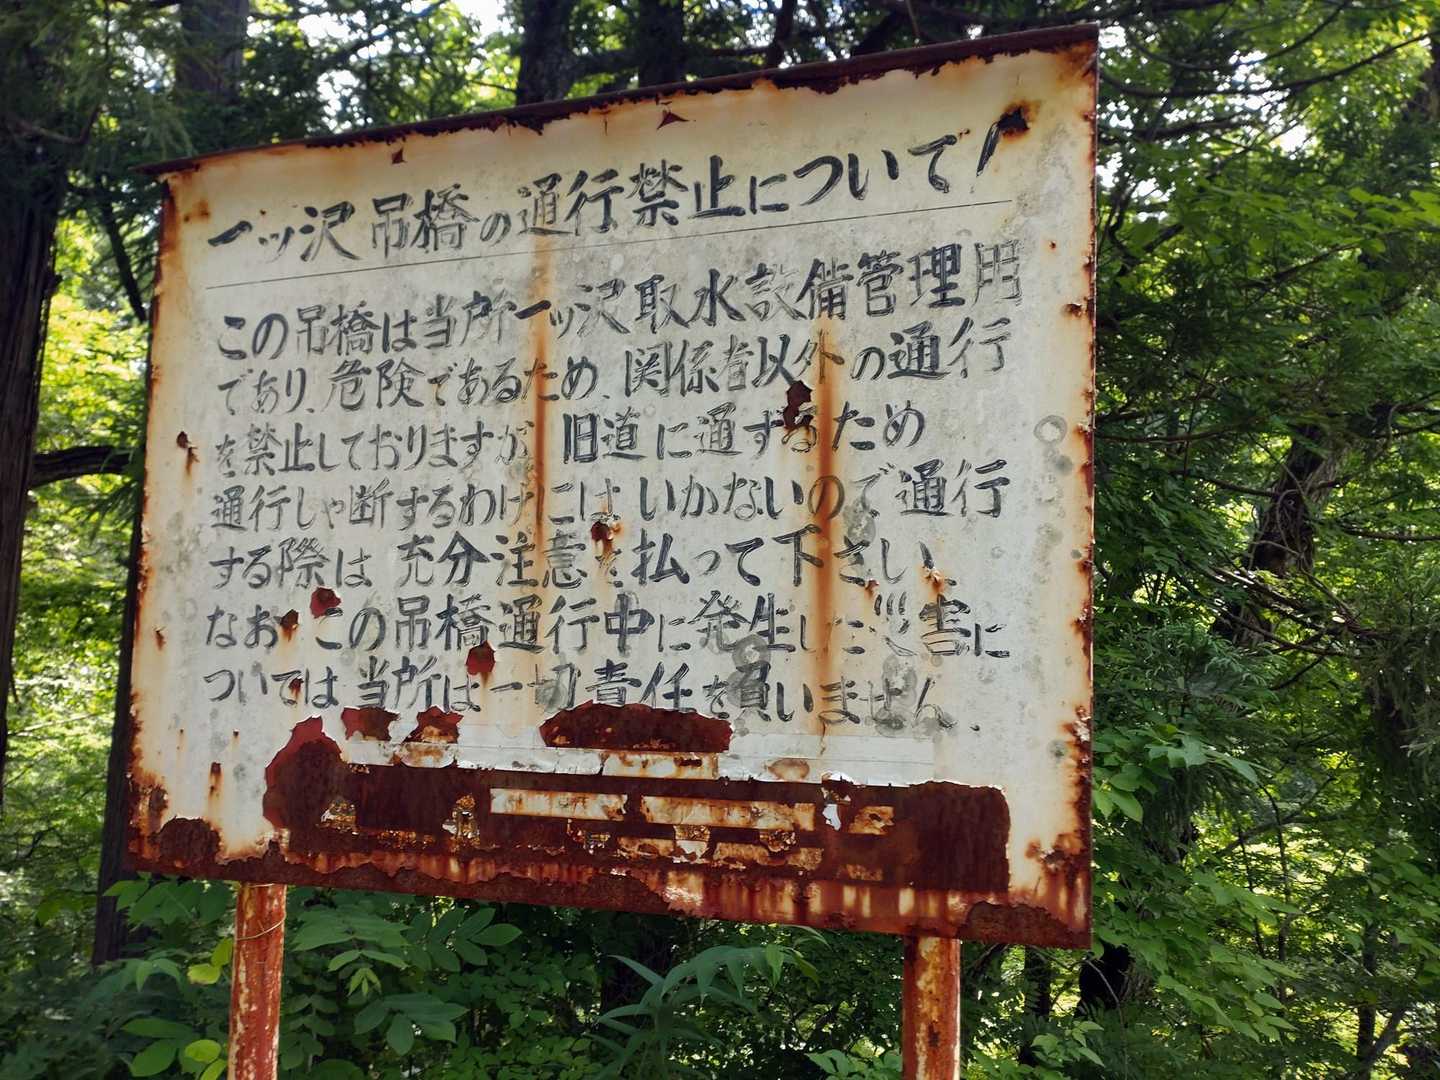 一ッ沢吊橋の通行禁止について!
この吊橋は当所一ッ沢取水設備管理用
であり、危険であるため、関係者以外の通行
を禁止しておりますが、旧道に通ずるため
通行しゃ断するわけにはいかないので通行
する際は充分注意を払って下さい。
なお この吊橋通行中に発生した災害に
ついては当所は一切責任を負いません。